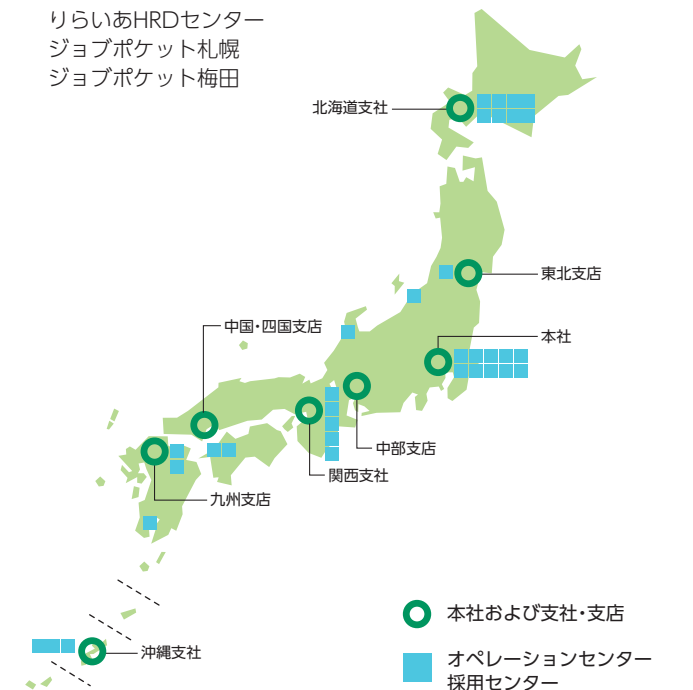 りらいあHRDセンター
ジョブポケット札幌
ジョブポケット梅田
北海道支社
東北支店
中国・四国支店
本社
中部支店
関西支社
九州支店
本社および支社・支店
沖縄支社
オペレーションセンター
採用センター